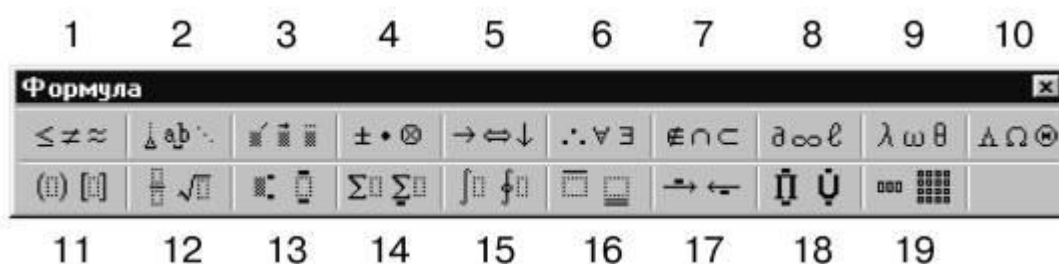 1 2 3 4 5 6 7 8 9 10
Формула
≤ ≠ ≈ a b ± • ⊗ → ⇔ ↓ ∴ ∀ ∃ ∉ ∩ ⊂ ∂ ∞ ℓ λ ω θ Λ Ω Θ
( ) [ ] √ Σ Σ ∫ ∮ → ← Π U
11 12 13 14 15 16 17 18 19